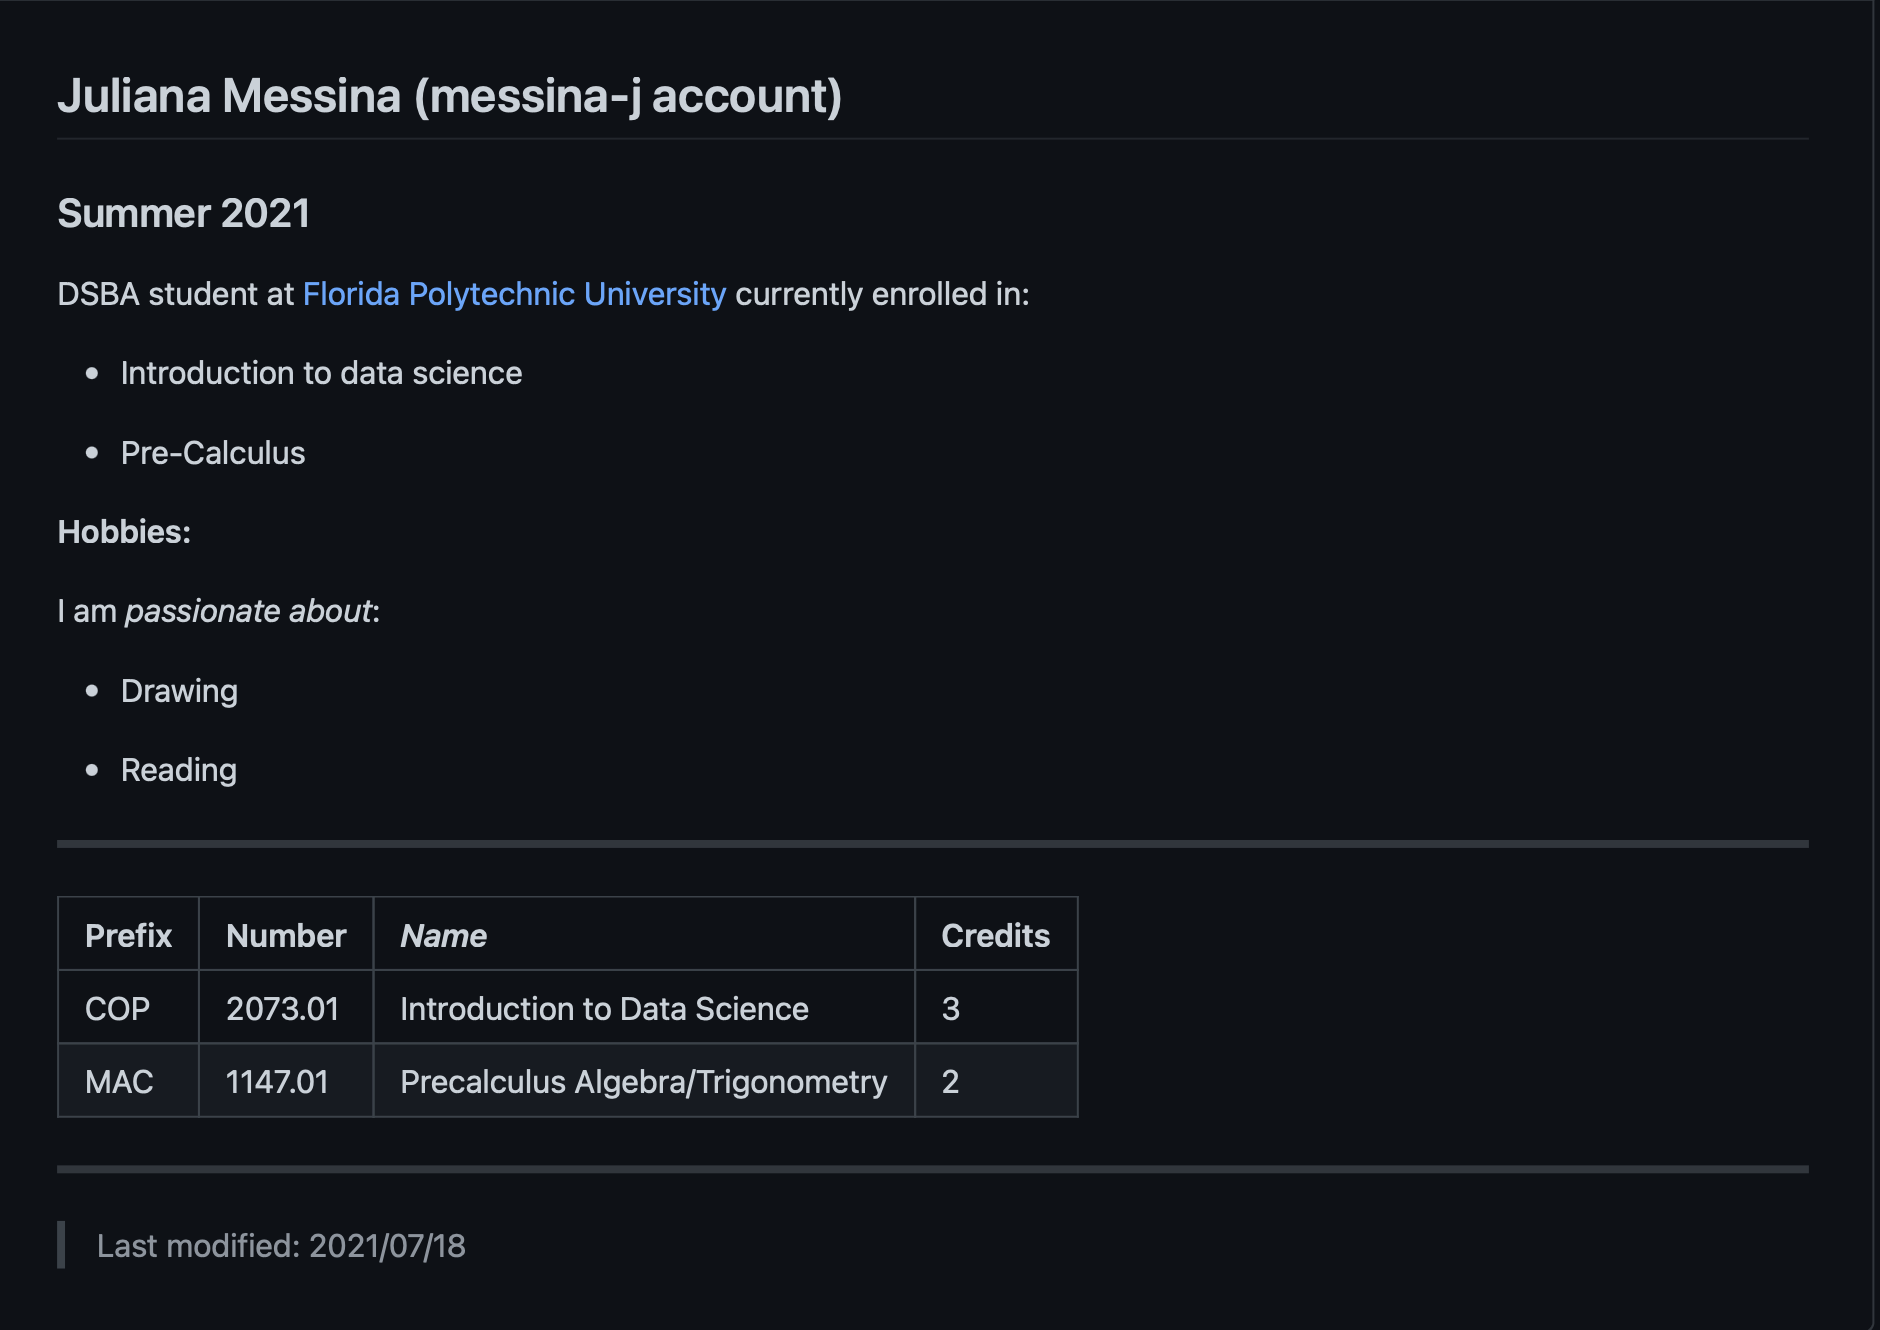 Juliana Messina (messina-j account)
Summer 2021
DSBA student at Florida Polytechnic University currently enrolled in:
• Introduction to data science
• Pre-Calculus
Hobbies:
I am passionate about:
• Drawing
• Reading
Prefix Number Name Credits
COP 2073.01 Introduction to Data Science 3
MAC 1147.01 Precalculus Algebra/Trigonometry 2
Last modified: 2021/07/18